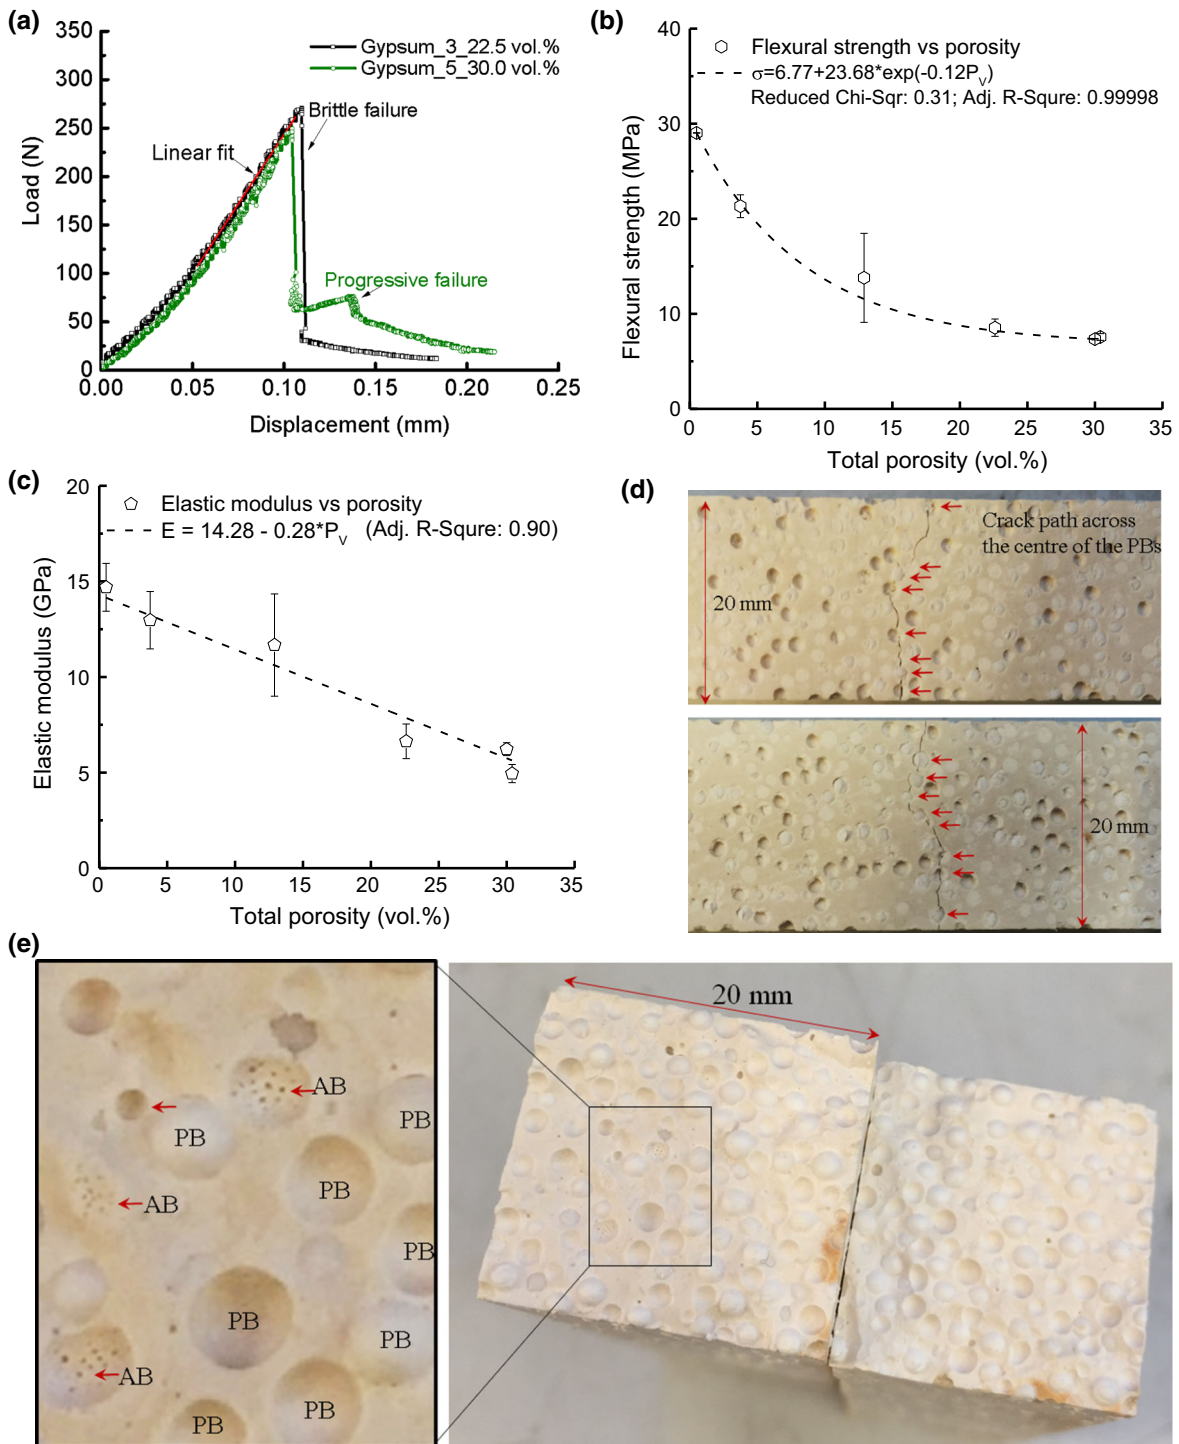 (a)
350
300
250
200
150
100
50
0
Load (N)
Gypsum_3_22.5 vol.%
Gypsum_5_30.0 vol.%
Brittle failure
Linear fit
Progressive failure
0.00 0.05 0.10 0.15 0.20 0.25
Displacement (mm)
(b)
40
30
20
10
0
Flexural strength (MPa)
Flexural strength vs porosity
σ=6.77+23.68*exp(-0.12PV)
Reduced Chi-Sqr: 0.31; Adj. R-Squre: 0.99998
0 5 10 15 20 25 30 35
Total porosity (vol.%)
(c)
20
15
10
5
0
Elastic modulus (GPa)
Elastic modulus vs porosity
E = 14.28 - 0.28*PV (Adj. R-Squre: 0.90)
0 5 10 15 20 25 30 35
Total porosity (vol.%)
(d)
Crack path across
the centre of the PBs
20 mm
20 mm
(e)
AB
PB
PB
PB
AB
PB
PB
PB
AB
PB
PB
20 mm